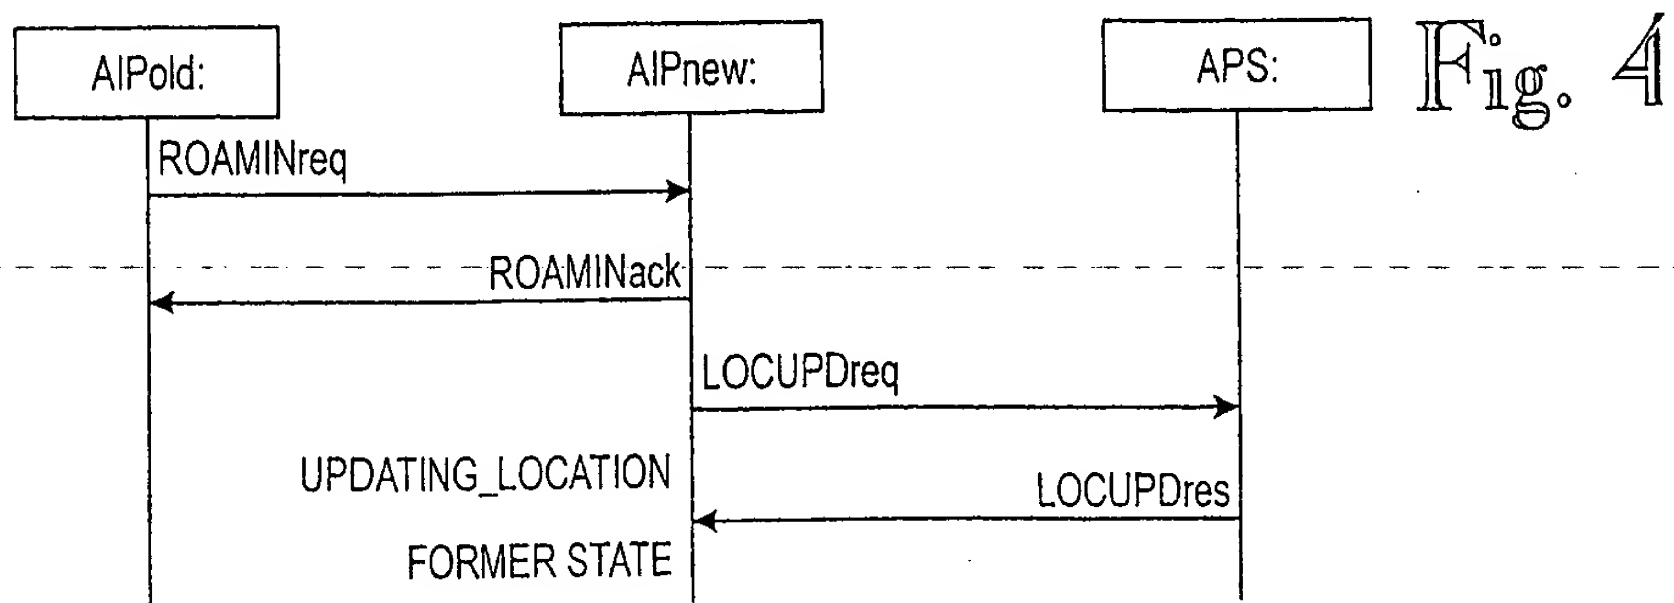 AIPold:
AIPnew:
APS:
Fig. 4
ROAMINreq
ROAMINack
LOCUPDreq
UPDATING_LOCATION
LOCUPDres
FORMER STATE